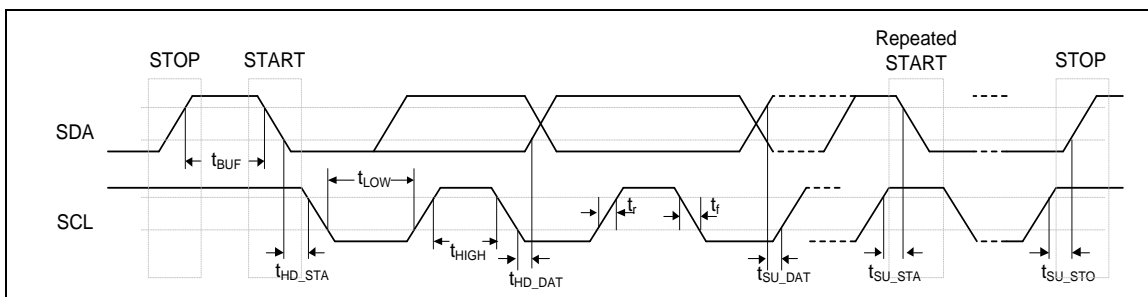 STOP
START
Repeated
START
STOP
SDA
tBUF
tLOW
SCL
tr
tf
tHIGH
tHD_STA
tHD_DAT
tSU_DAT
tSU_STA
tSU_STO